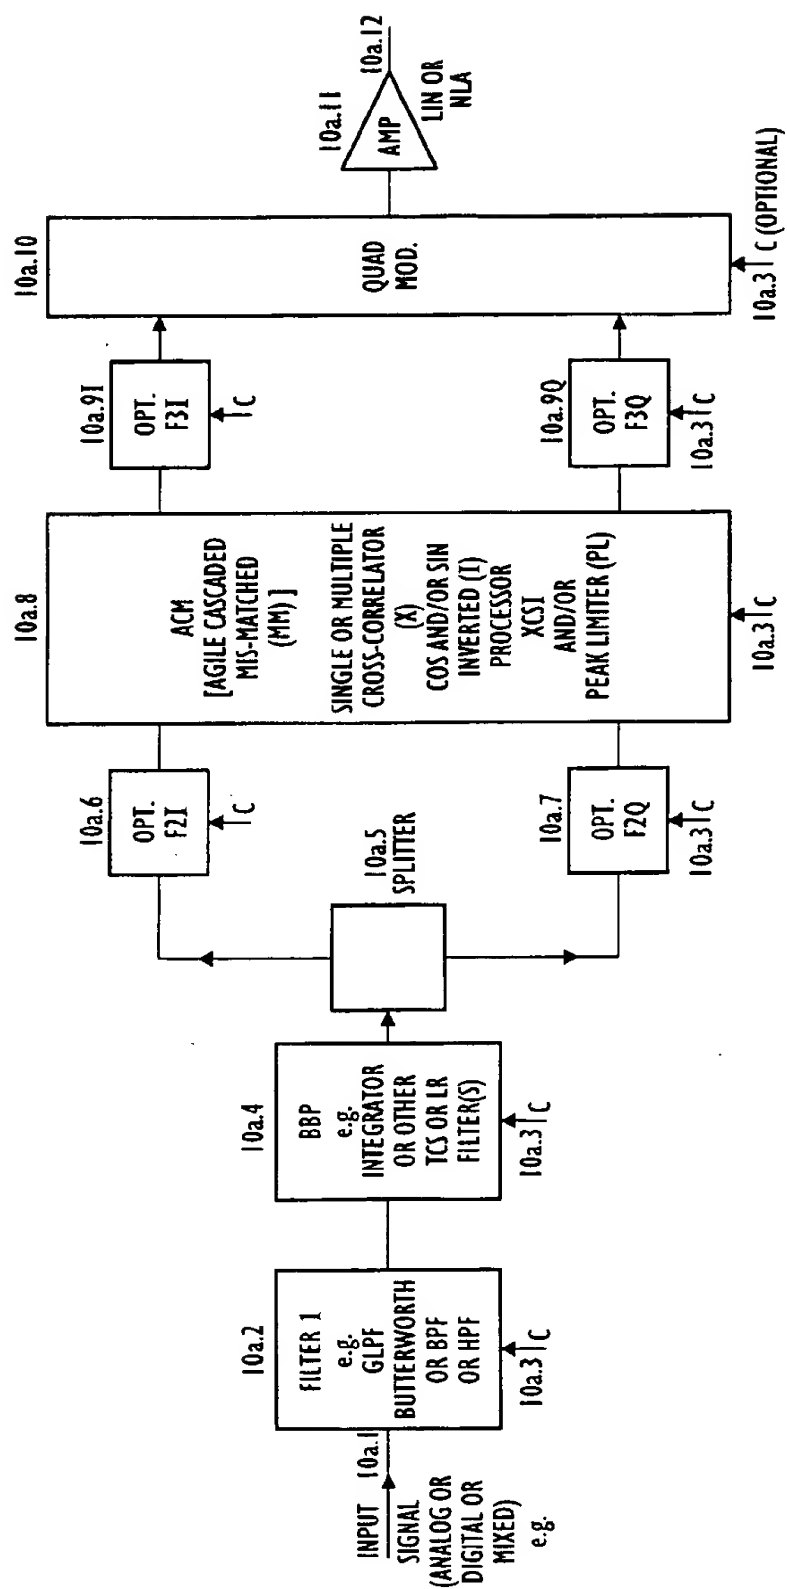 10a.1
INPUT
SIGNAL
(ANALOG OR
DIGITAL OR
MIXED)
e.g.
10a.2
FILTER 1
e.g.
GLPF
BUTTERWORTH
OR BPF
OR HPF
10a.3 C
10a.4
BBP
e.g.
INTEGRATOR
OR OTHER
TCS OR LR
FILTER(S)
10a.3 C
10a.5
SPLITTER
10a.6
OPT.
F2I
C
10a.7
OPT.
F2Q
10a.3 C
10a.8
ACM
[AGILE CASCADED
MIS-MATCHED
(MM) ]
SINGLE OR MULTIPLE
CROSS-CORRELATOR
(X)
COS AND/OR SIN
INVERTED (I)
PROCESSOR
XCSI
AND/OR
PEAK LIMITER (PL)
10a.3 C
10a.9I
OPT.
F3I
C
10a.9Q
OPT.
F3Q
10a.3 C
10a.10
QUAD
MOD.
10a.3 C (OPTIONAL)
10a.11
AMP
LIN OR
NLA
10a.12